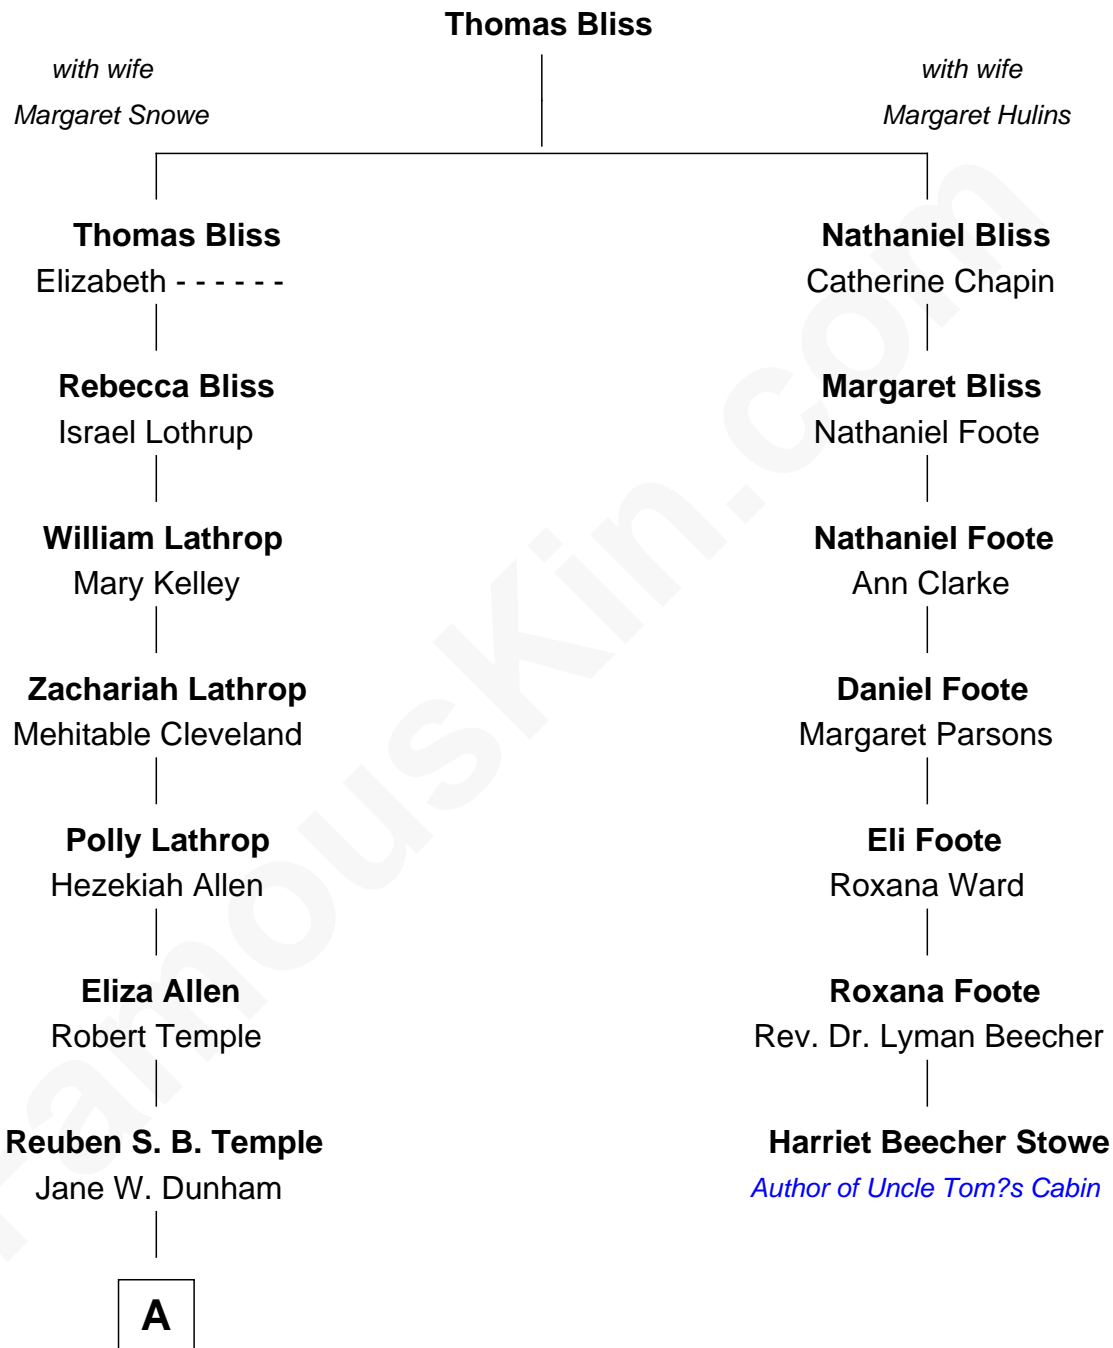 Thomas Bliss
with wife
Margaret Snowe
with wife
Margaret Hulins
Thomas Bliss
Elizabeth - - - - - -
Nathaniel Bliss
Catherine Chapin
Rebecca Bliss
Israel Lothrup
Margaret Bliss
Nathaniel Foote
William Lathrop
Mary Kelley
Nathaniel Foote
Ann Clarke
Zachariah Lathrop
Mehitable Cleveland
Daniel Foote
Margaret Parsons
Polly Lathrop
Hezekiah Allen
Eli Foote
Roxana Ward
Eliza Allen
Robert Temple
Roxana Foote
Rev. Dr. Lyman Beecher
Reuben S. B. Temple
Jane W. Dunham
Harriet Beecher Stowe
Author of Uncle Tom?s Cabin
A
FamousKin.com